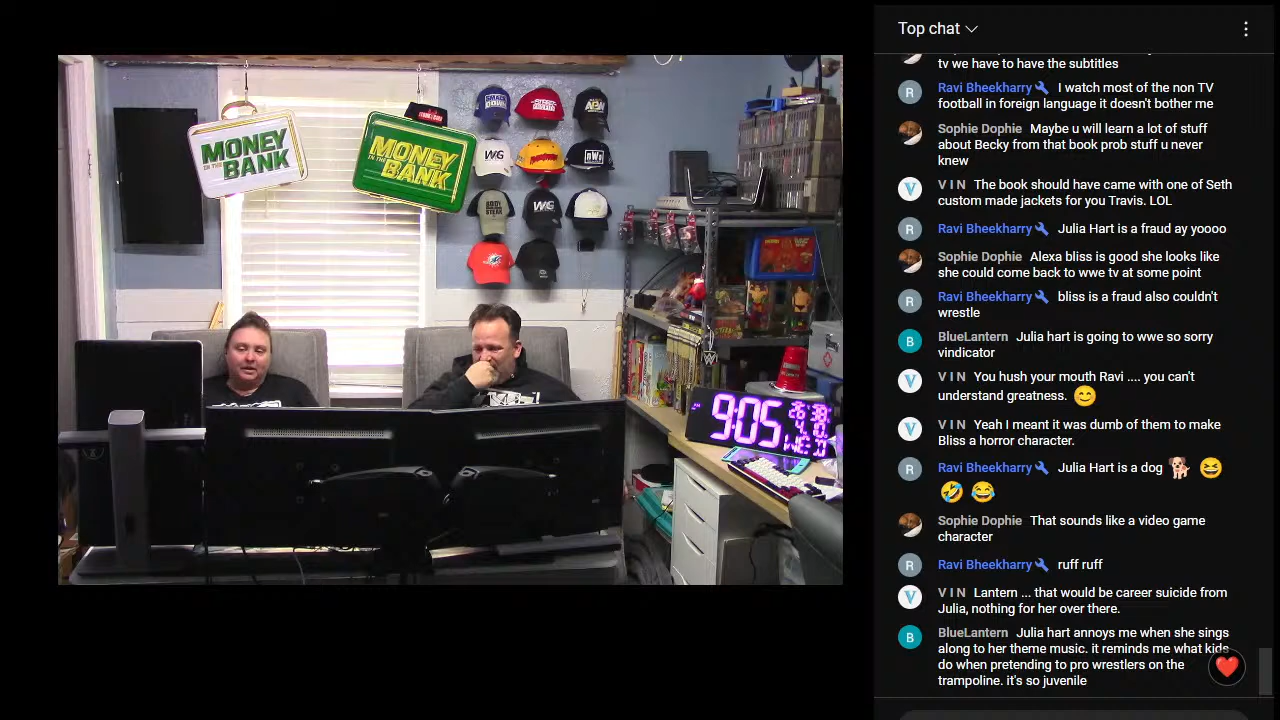 Top chat
tv we have to have the subtitles
Ravi Bheekharry I watch most of the non TV
football in foreign language it doesn't bother me
Sophie Dophie Maybe u will learn a lot of stuff
about Becky from that book prob stuff u never
knew
V I N The book should have came with one of Seth
custom made jackets for you Travis. LOL
Ravi Bheekharry Julia Hart is a fraud ay yoooo
Sophie Dophie Alexa bliss is good she looks like
she could come back to wwe tv at some point
Ravi Bheekharry bliss is a fraud also couldn't
wrestle
BlueLantern Julia hart is going to wwe so sorry
vindicator
V I N You hush your mouth Ravi .... you can't
understand greatness. 😊
V I N Yeah I meant it was dumb of them to make
Bliss a horror character.
Ravi Bheekharry Julia Hart is a dog 🐕 😆
🤣 😂
Sophie Dophie That sounds like a video game
character
Ravi Bheekharry ruff ruff
V I N Lantern ... that would be career suicide from
Julia, nothing for her over there.
BlueLantern Julia hart annoys me when she sings
along to her theme music. it reminds me what kids
do when pretending to pro wrestlers on the
trampoline. it's so juvenile
MONEY
IN THE
BANK
MONEY
IN THE
BANK
WG
nWo
WG
9:05